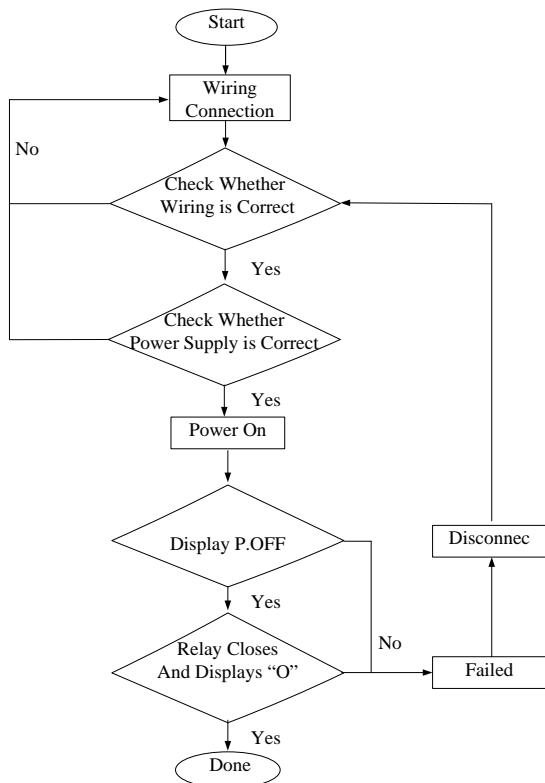 Start
Wiring
Connection
No
Check Whether
Wiring is Correct
Yes
Check Whether
Power Supply is Correct
Yes
Power On
Display P.OFF
Disconnec
Yes
No
Relay Closes
And Displays “O”
Failed
Yes
Done